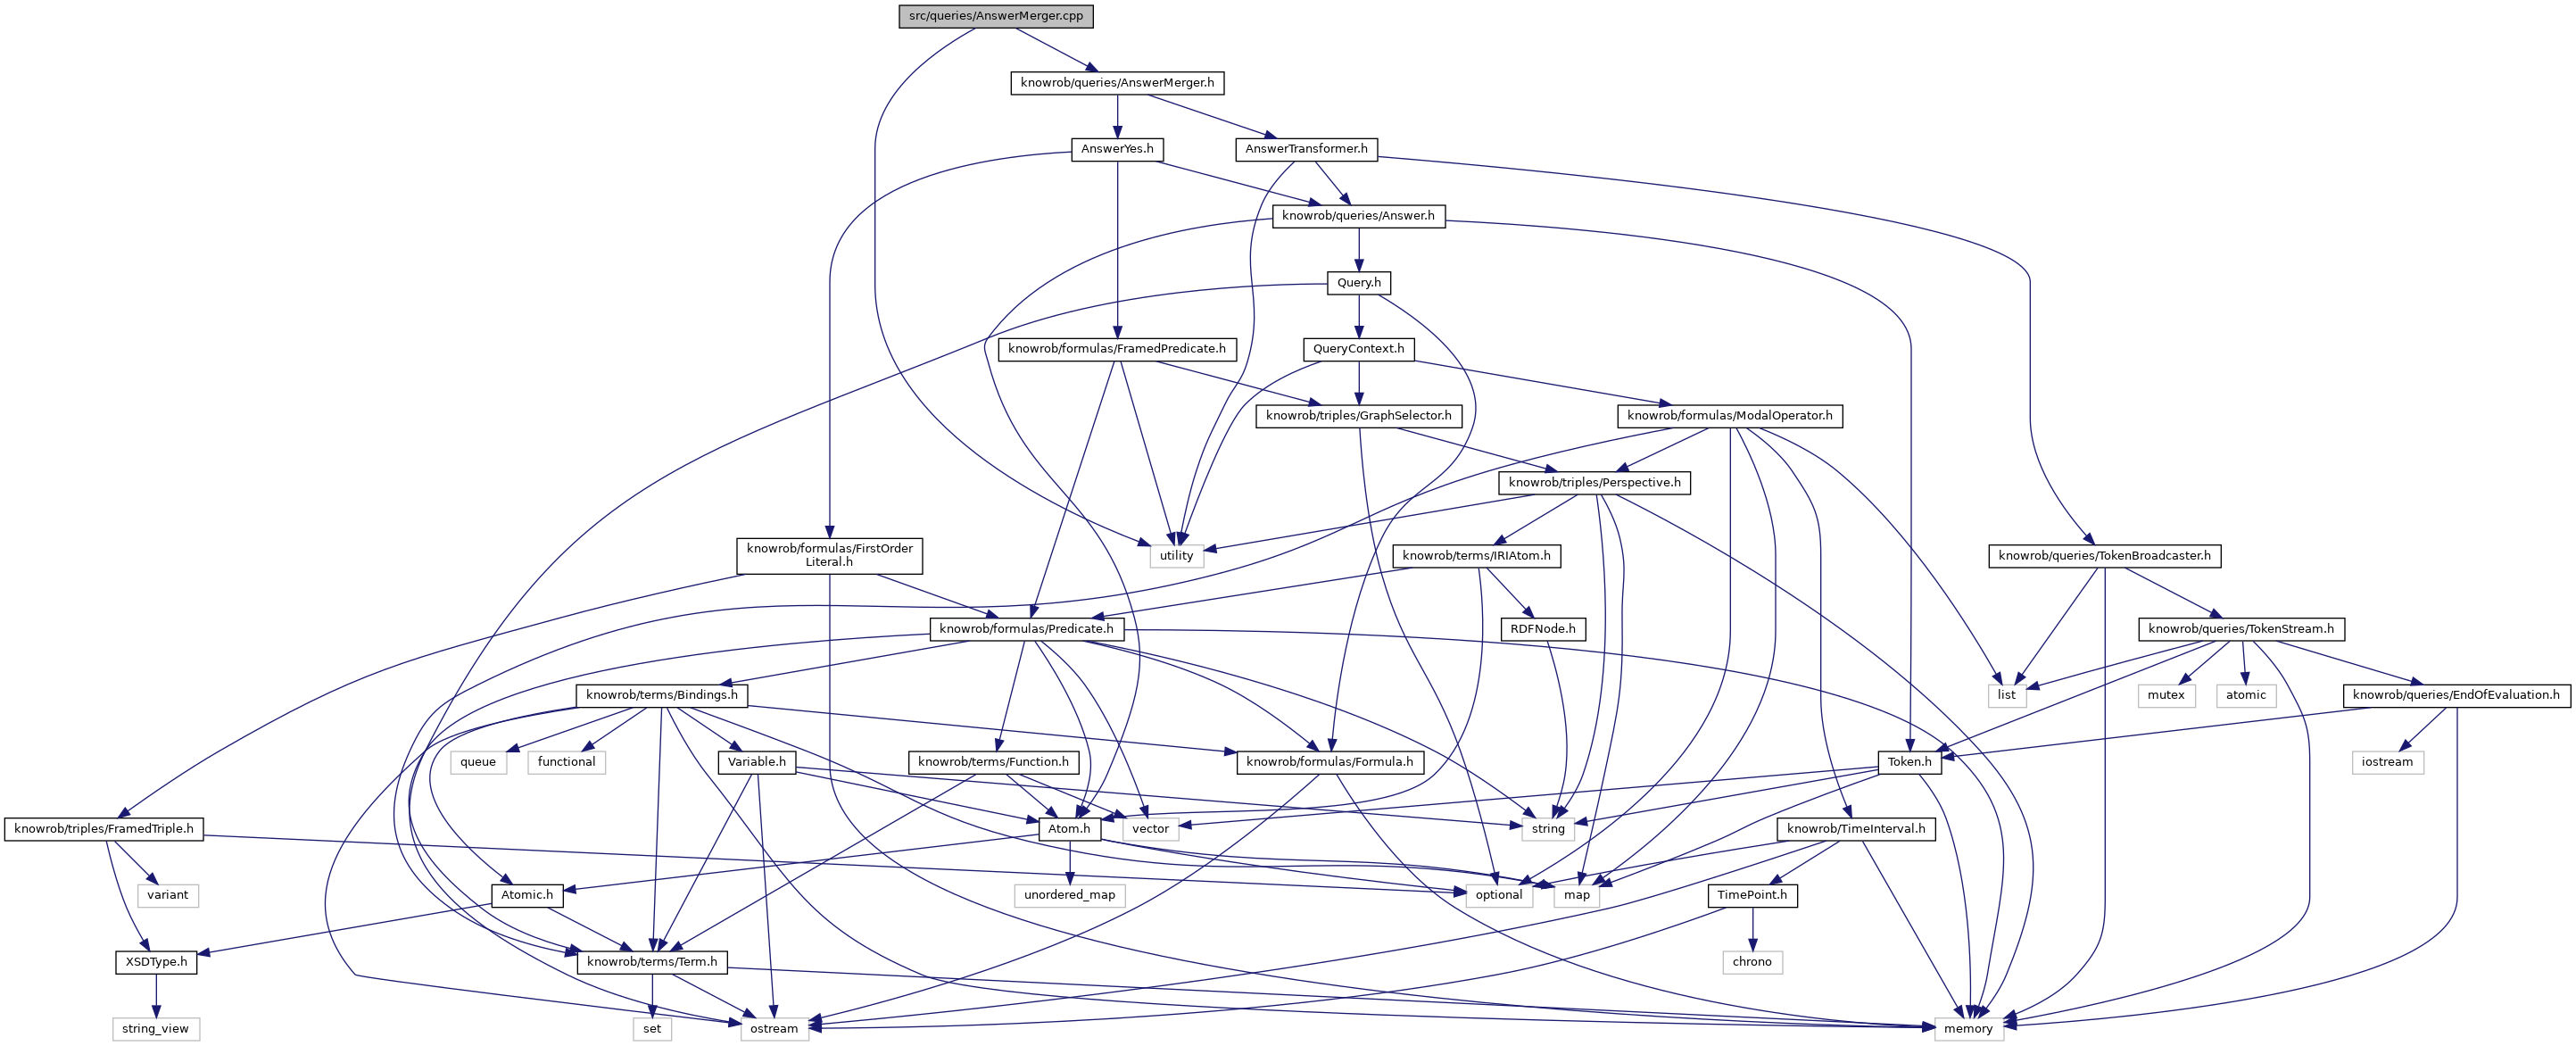 src/queries/AnswerMerger.cpp
knowrob/queries/AnswerMerger.h
AnswerYes.h
AnswerTransformer.h
knowrob/queries/Answer.h
Query.h
knowrob/formulas/FramedPredicate.h
QueryContext.h
knowrob/triples/GraphSelector.h
knowrob/formulas/ModalOperator.h
knowrob/triples/Perspective.h
knowrob/formulas/FirstOrder
Literal.h
utility
knowrob/terms/IRIAtom.h
knowrob/queries/TokenBroadcaster.h
knowrob/formulas/Predicate.h
RDFNode.h
knowrob/queries/TokenStream.h
knowrob/terms/Bindings.h
list
mutex
atomic
knowrob/queries/EndOfEvaluation.h
queue
functional
Variable.h
knowrob/terms/Function.h
knowrob/formulas/Formula.h
Token.h
iostream
knowrob/triples/FramedTriple.h
Atom.h
vector
string
knowrob/TimeInterval.h
variant
Atomic.h
unordered_map
optional
map
TimePoint.h
XSDType.h
knowrob/terms/Term.h
chrono
string_view
set
ostream
memory